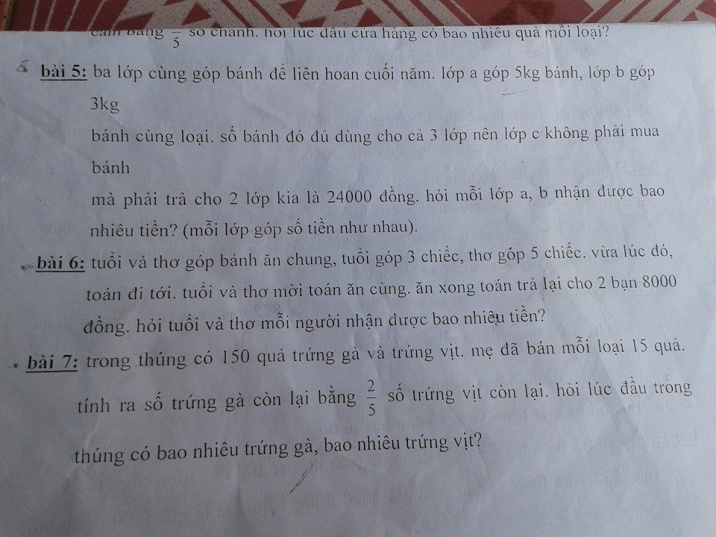 cam bằng 2/5 số chanh. hỏi lúc đầu cửa hàng có bao nhiêu quả mỗi loại?
bài 5: ba lớp cùng góp bánh để liên hoan cuối năm. lớp a góp 5kg bánh, lớp b góp
3kg
bánh cùng loại. số bánh đó đủ dùng cho cả 3 lớp nên lớp c không phải mua
bánh
mà phải trả cho 2 lớp kia là 24000 đồng. hỏi mỗi lớp a, b nhận được bao
nhiêu tiền? (mỗi lớp góp số tiền như nhau).
bài 6: tuổi và thơ góp bánh ăn chung, tuổi góp 3 chiếc, thơ góp 5 chiếc. vừa lúc đó,
toán đi tới. tuổi và thơ mời toán ăn cùng. ăn xong toán trả lại cho 2 bạn 8000
đồng. hỏi tuổi và thơ mỗi người nhận được bao nhiêu tiền?
bài 7: trong thúng có 150 quả trứng gà và trứng vịt. mẹ đã bán mỗi loại 15 quả.
tính ra số trứng gà còn lại bằng 2/5 số trứng vịt còn lại. hỏi lúc đầu trong
thúng có bao nhiêu trứng gà, bao nhiêu trứng vịt?